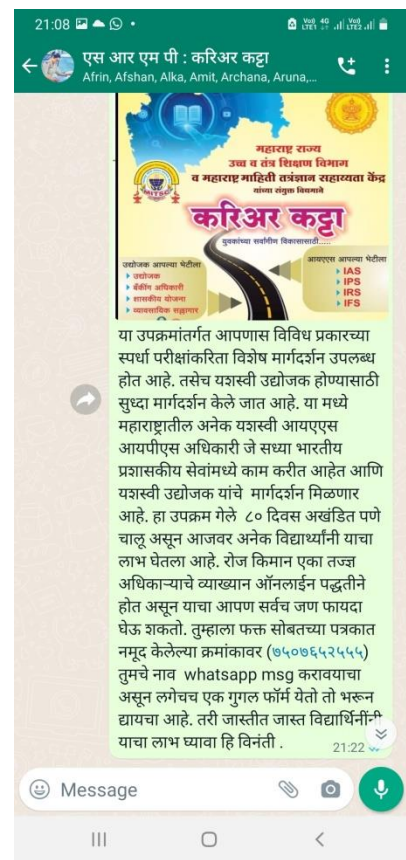 21:08
Vo) 4G
LTE1
Vo)
LTE2
एस आर एम पी : करिअर कट्टा
Afrin, Afshan, Alka, Amit, Archana, Aruna,...
महाराष्ट्र राज्य
उच्च व तंत्र शिक्षण विभाग
व महाराष्ट्र माहिती तत्रंज्ञान सहाय्यता केंद्र
यांच्या संयुक्त विद्यमाने
MITSC
करिअर कट्टा
युवकांच्या सर्वांगीण विकासासाठी.....
उद्योजक आपल्या भेटीला
उद्योजक
बँकींग अधिकारी
शासकीय योजना
व्यावसायिक सल्लागार
आयएएस आपल्या भेटीला
IAS
IPS
IRS
IFS
या उपक्रमांतर्गत आपणास विविध प्रकारच्या
स्पर्धा परीक्षांकरिता विशेष मार्गदर्शन उपलब्ध
होत आहे. तसेच यशस्वी उद्योजक होण्यासाठी
सुध्दा मार्गदर्शन केले जात आहे. या मध्ये
महाराष्ट्रातील अनेक यशस्वी आयएएस
आयपीएस अधिकारी जे सध्या भारतीय
प्रशासकीय सेवांमध्ये काम करीत आहेत आणि
यशस्वी उद्योजक यांचे  मार्गदर्शन मिळणार
आहे. हा उपक्रम गेले  ८० दिवस अखंडित पणे
चालू असून आजवर अनेक विद्यार्थ्यांनी याचा
लाभ घेतला आहे. रोज किमान एका तज्ज्ञ
अधिकाऱ्याचे व्याख्यान ऑनलाईन पद्धतीने
होत असून याचा आपण सर्वच जण फायदा
घेऊ शकतो. तुम्हाला फक्त सोबतच्या पत्रकात
नमूद केलेल्या क्रमांकावर (७५०७६५२५५५)
तुमचे नाव  whatsapp msg करावयाचा
असून लगेचच एक गुगल फॉर्म येतो तो भरून
द्यायचा आहे. तरी जास्तीत जास्त विद्यार्थिनींनी
याचा लाभ घ्यावा हि विनंती .
21:22
Message